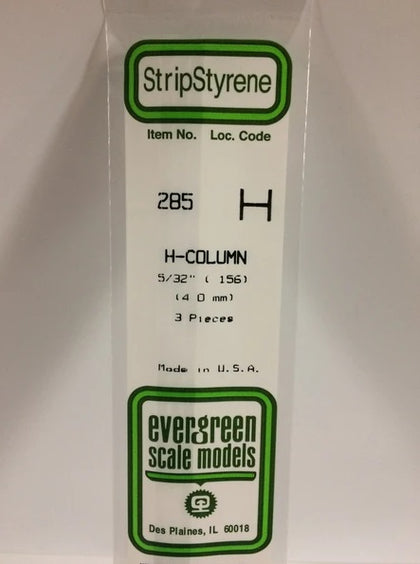 StripStyrene
Item No. Loc. Code
285 H
H-COLUMN
5/32" ( 156)
(4 0 mm)
3 Pieces
Made in U.S.A.
evergreen
scale models
Des Plaines, IL 60018